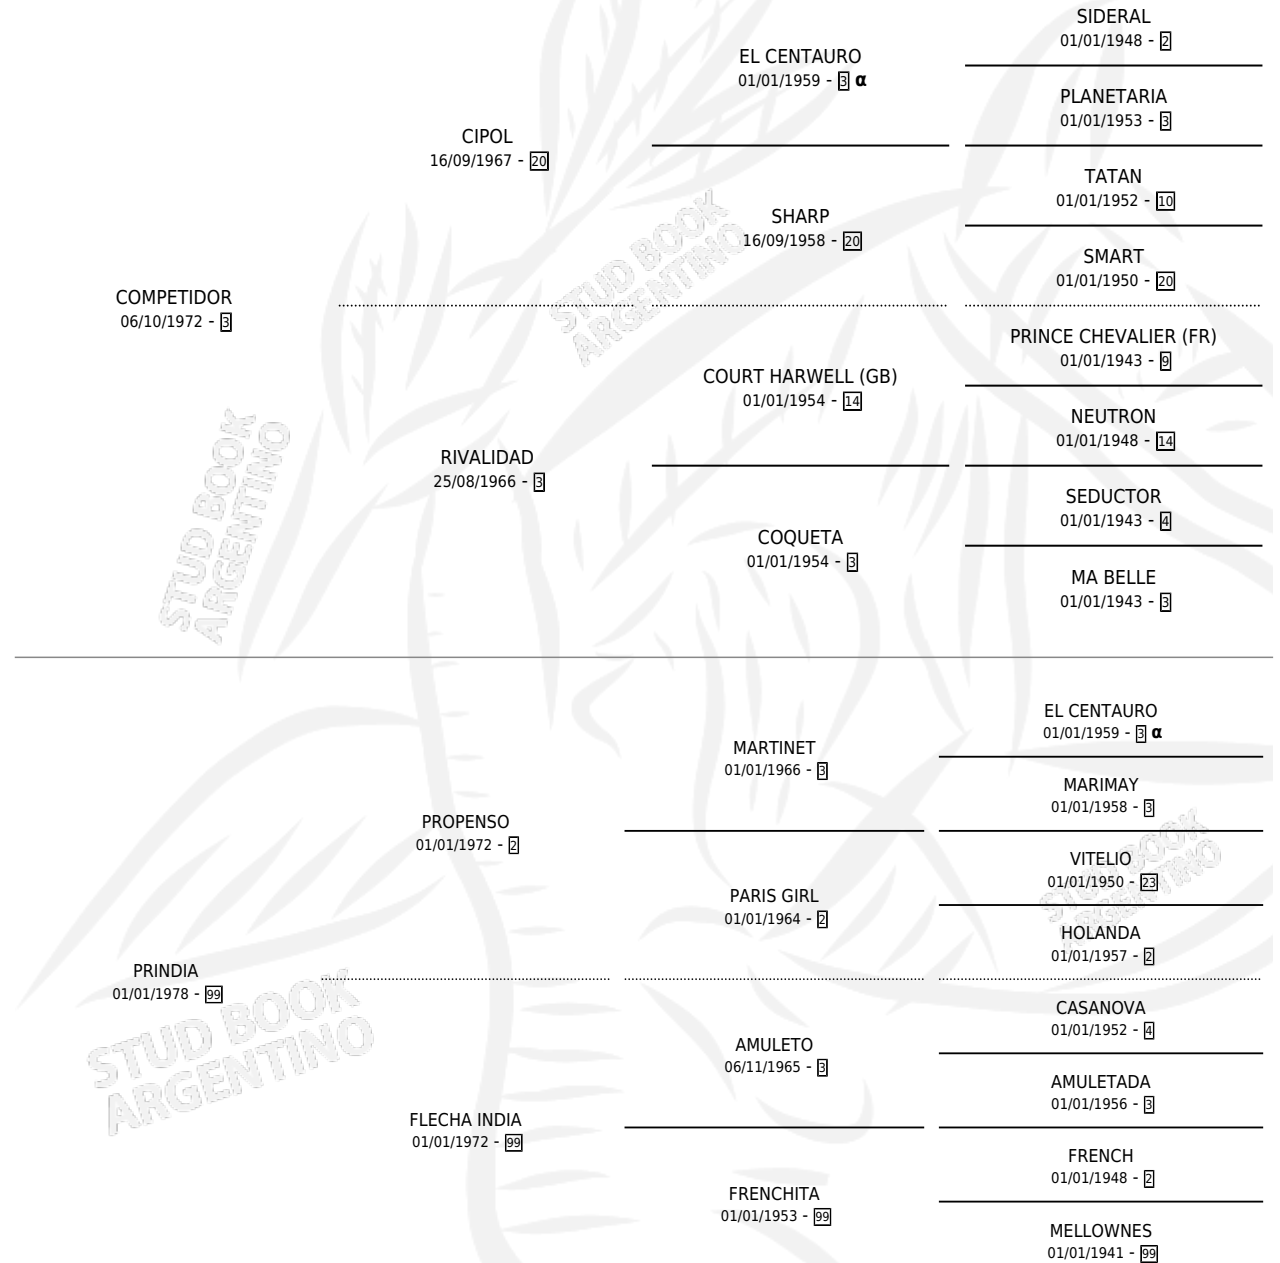 SIDERAL
01/01/1948 - 2
EL CENTAURO
01/01/1959 - 3 α
PLANETARIA
01/01/1953 - 3
CIPOL
16/09/1967 - 20
TATAN
01/01/1952 - 10
SHARP
16/09/1958 - 20
SMART
01/01/1950 - 20
COMPETIDOR
06/10/1972 - 3
PRINCE CHEVALIER (FR)
01/01/1943 - 9
COURT HARWELL (GB)
01/01/1954 - 14
NEUTRON
01/01/1948 - 14
RIVALIDAD
25/08/1966 - 3
SEDUCTOR
01/01/1943 - 4
COQUETA
01/01/1954 - 3
MA BELLE
01/01/1943 - 3
STUD BOOK
ARGENTINO
STUD BOOK
ARGENTINO
EL CENTAURO
01/01/1959 - 3 α
MARTINET
01/01/1966 - 3
MARIMAY
01/01/1958 - 3
PROPENSO
01/01/1972 - 2
VITELIO
01/01/1950 - 23
PARIS GIRL
01/01/1964 - 2
HOLANDA
01/01/1957 - 2
PRINDIA
01/01/1978 - 99
CASANOVA
01/01/1952 - 4
AMULETO
06/11/1965 - 3
AMULETADA
01/01/1956 - 3
FLECHA INDIA
01/01/1972 - 99
FRENCH
01/01/1948 - 2
FRENCHITA
01/01/1953 - 99
MELLOWNES
01/01/1941 - 99
STUD BOOK
ARGENTINO
STUD BOOK
ARGENTINO